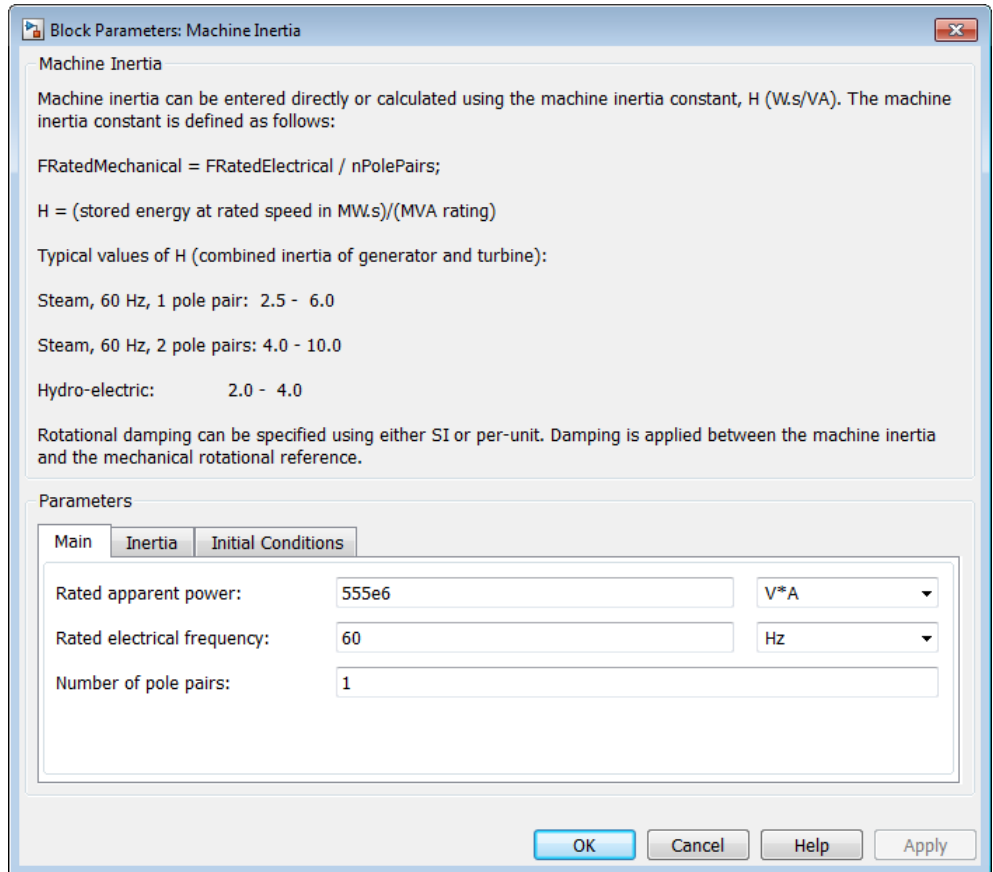 Block Parameters: Machine Inertia
Machine Inertia
Machine inertia can be entered directly or calculated using the machine inertia constant, H (W.s/VA). The machine
inertia constant is defined as follows:
FRatedMechanical = FRatedElectrical / nPolePairs;
H = (stored energy at rated speed in MW.s)/(MVA rating)
Typical values of H (combined inertia of generator and turbine):
Steam, 60 Hz, 1 pole pair: 2.5 - 6.0
Steam, 60 Hz, 2 pole pairs: 4.0 - 10.0
Hydro-electric: 2.0 - 4.0
Rotational damping can be specified using either SI or per-unit. Damping is applied between the machine inertia
and the mechanical rotational reference.
Parameters
Main Inertia Initial Conditions
Rated apparent power: 555e6 V*A
Rated electrical frequency: 60 Hz
Number of pole pairs: 1
OK Cancel Help Apply